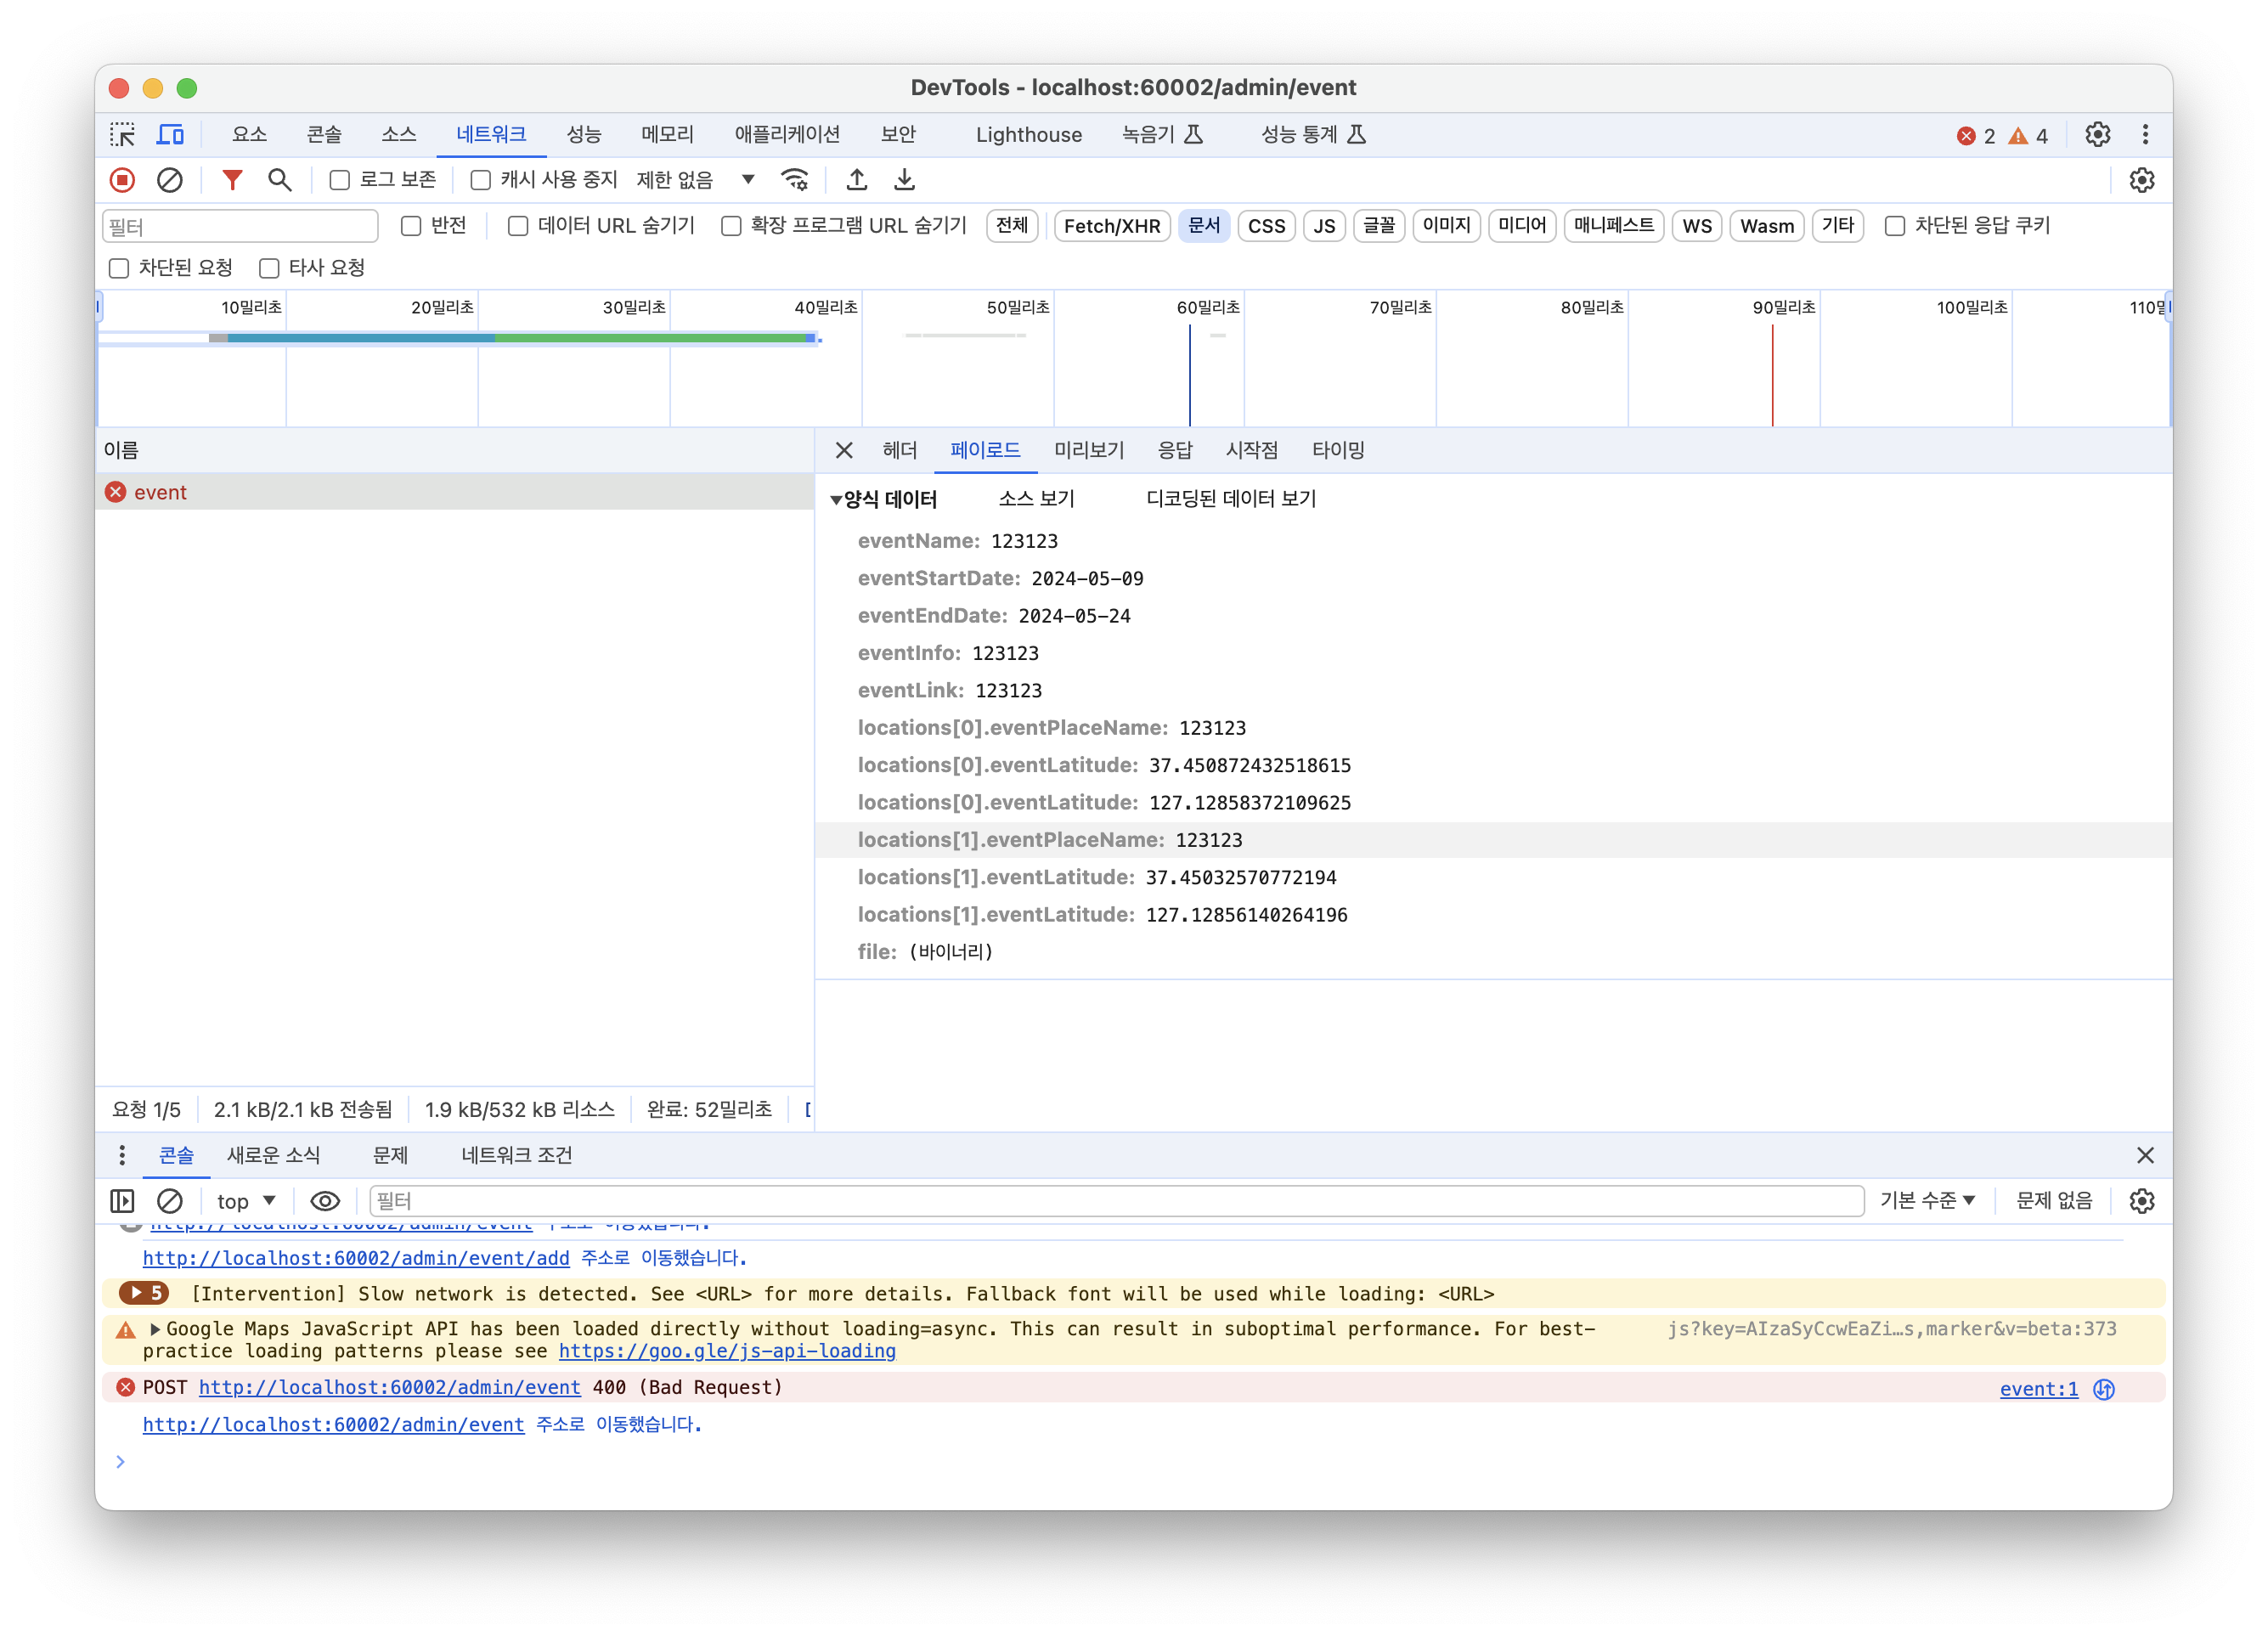 DevTools - localhost:60002/admin/event
요소 콘솔 소스 네트워크 성능 메모리 애플리케이션 보안 Lighthouse 녹음기 성능 통계 2 4
로그 보존 캐시 사용 중지 제한 없음
필터 반전 데이터 URL 숨기기 확장 프로그램 URL 숨기기 전체 Fetch/XHR 문서 CSS JS 글꼴 이미지 미디어 매니페스트 WS Wasm 기타 차단된 응답 쿠키
차단된 요청 타사 요청
10밀리초 20밀리초 30밀리초 40밀리초 50밀리초 60밀리초 70밀리초 80밀리초 90밀리초 100밀리초
이름 헤더 페이로드 미리보기 응답 시작점 타이밍
event
양식 데이터 소스 보기 디코딩된 데이터 보기
eventName: 123123
eventStartDate: 2024-05-09
eventEndDate: 2024-05-24
eventInfo: 123123
eventLink: 123123
locations[0].eventPlaceName: 123123
locations[0].eventLatitude: 37.450872432518615
locations[0].eventLatitude: 127.12858372109625
locations[1].eventPlaceName: 123123
locations[1].eventLatitude: 37.45032570772194
locations[1].eventLatitude: 127.12856140264196
file: (바이너리)
요청 1/5 2.1 kB/2.1 kB 전송됨 1.9 kB/532 kB 리소스 완료: 52밀리초
콘솔 새로운 소식 문제 네트워크 조건
top 필터 기본 수준 문제 없음
http://localhost:60002/admin/event 주소로 이동했습니다.
http://localhost:60002/admin/event/add 주소로 이동했습니다.
5 [Intervention] Slow network is detected. See <URL> for more details. Fallback font will be used while loading: <URL>
Google Maps JavaScript API has been loaded directly without loading=async. This can result in suboptimal performance. For best- js?key=AIzaSyCcwEaZi…s,marker&v=beta:373
practice loading patterns please see https://goo.gle/js-api-loading
POST http://localhost:60002/admin/event 400 (Bad Request) event:1
http://localhost:60002/admin/event 주소로 이동했습니다.